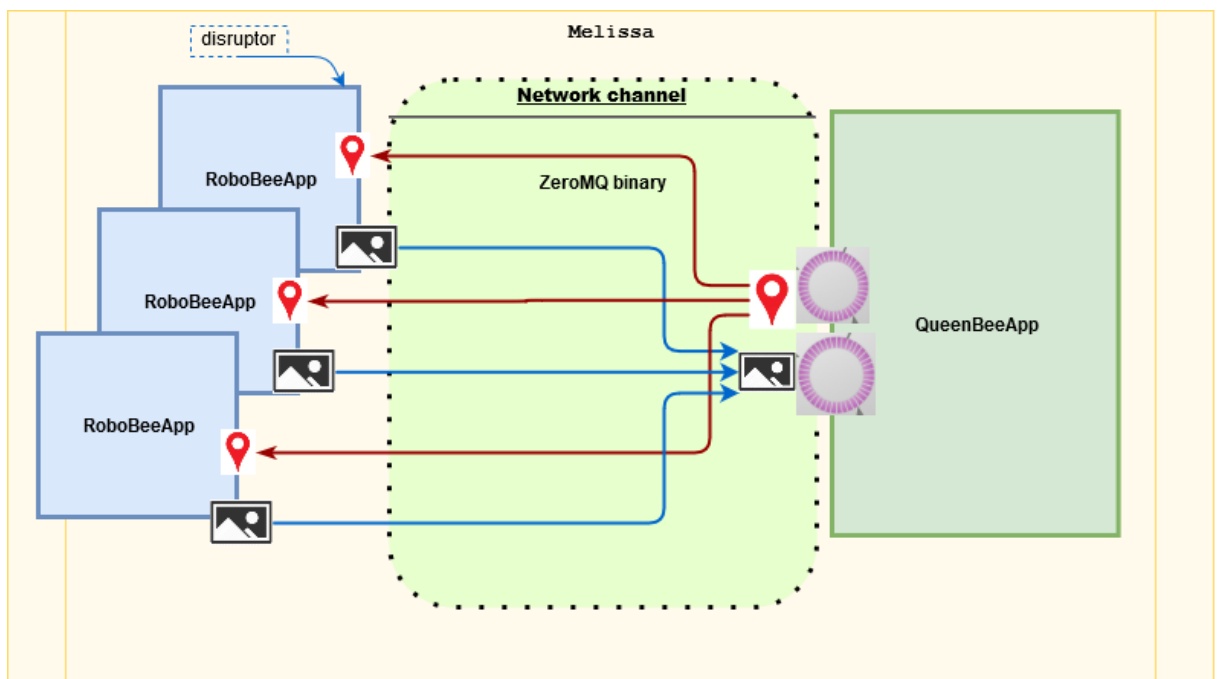 Melissa
disruptor
Network channel
RoboBeeApp
ZeroMQ binary
RoboBeeApp
QueenBeeApp
RoboBeeApp